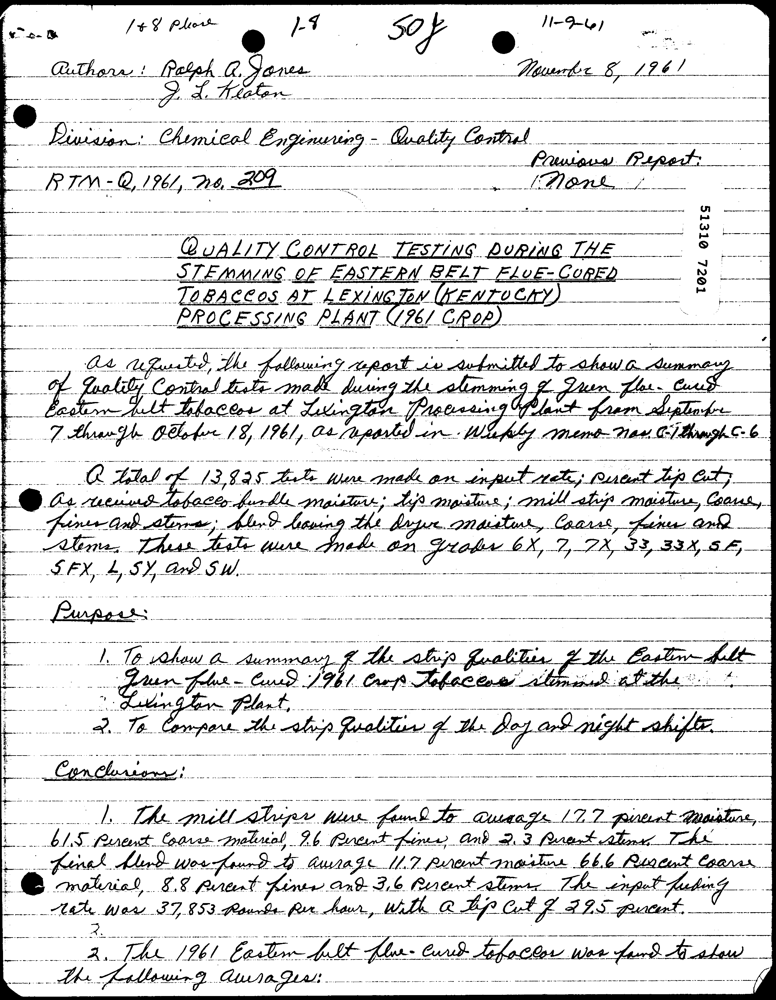 1+8 Phase 1-8 50 11-9-61
Authors: Ralph A. Jones November 8, 1961
J. L. Keaton
Division: Chemical Engineering - Quality Control
Previous Report:
RTM-Q, 1961, no. 209 None
51310 7201
QUALITY CONTROL TESTING DURING THE
STEMMING OF EASTERN BELT FLUE-CURED
TOBACCOS AT LEXINGTON (KENTUCKY)
PROCESSING PLANT (1961 CROP)
As requested, the following report is submitted to show a summary
of Quality Control tests made during the stemming of green flue-cured
Eastern belt tobaccos at Lexington Processing Plant from September
7 through October 18, 1961, as reported in weekly memo nos. C-1 through C-6
A total of 13,825 tests were made on input rate; percent tip cut;
as received tobacco bundle moisture; tip moisture; mill strip moisture, coarse,
fines and stems; blend leaving the dryer moisture, coarse, fines and
stems. These tests were made on grades 6X, 7, 7X, 33, 33X, 5F,
5FX, L, 5Y, and 5W.
Purpose:
1. To show a summary of the strip qualities of the Eastern belt
green flue-cured 1961 crop tobaccos stemmed at the
Lexington Plant.
2. To compare the strip qualities of the day and night shifts.
Conclusions:
1. The mill strips were found to average 17.7 percent moisture,
61.5 percent coarse material, 9.6 percent fines, and 2.3 percent stems. The
final blend was found to average 11.7 percent moisture 66.6 percent coarse
material, 8.8 percent fines and 3.6 percent stems. The input feeding
rate was 37,853 pounds per hour, with a tip cut of 29.5 percent.
2.
2. The 1961 Eastern belt flue-cured tobaccos was found to show
the following averages: